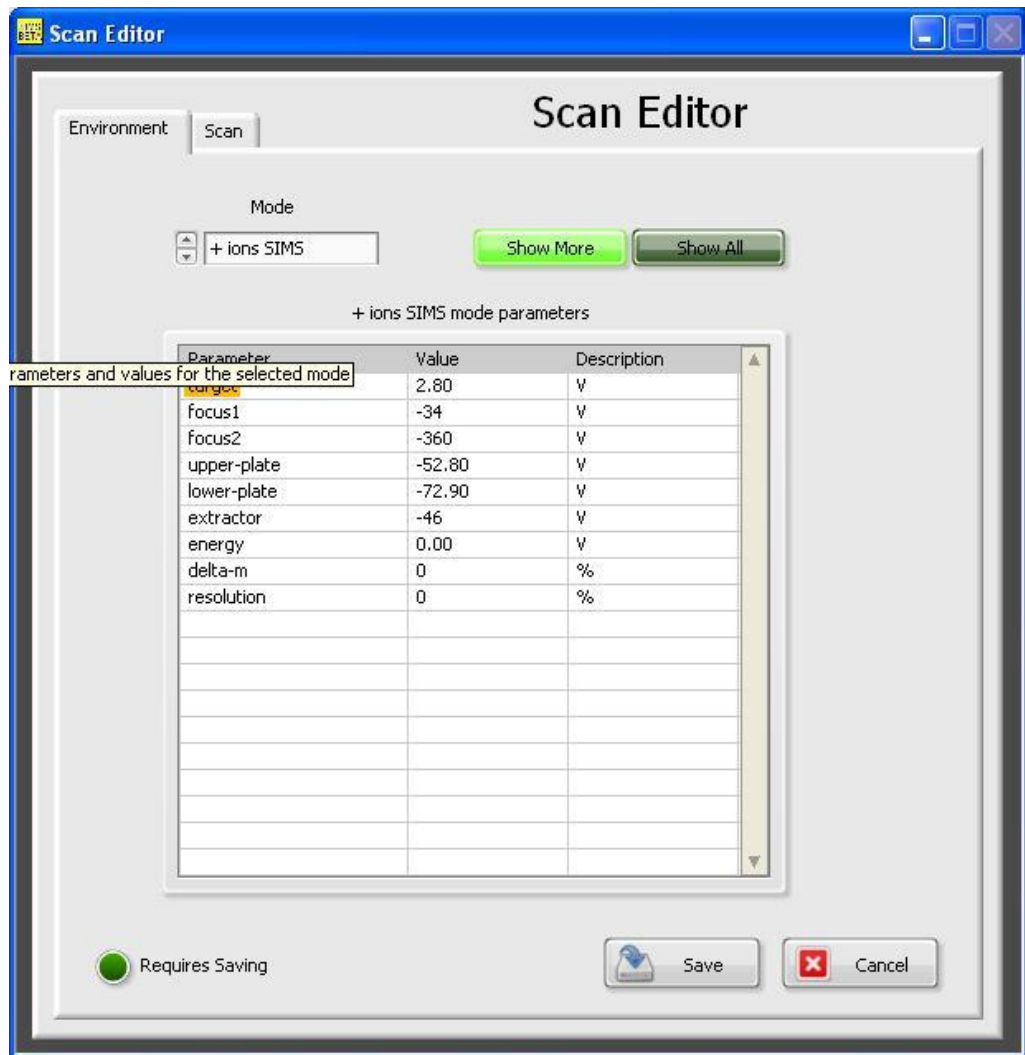 Scan Editor
Scan Editor
Environment Scan
Mode
+ ions SIMS Show More Show All
+ ions SIMS mode parameters
Parameter Value Description
rameters and values for the selected mode
target 2.80 V
focus1 -34 V
focus2 -360 V
upper-plate -52.80 V
lower-plate -72.90 V
extractor -46 V
energy 0.00 V
delta-m 0 %
resolution 0 %
Requires Saving Save Cancel